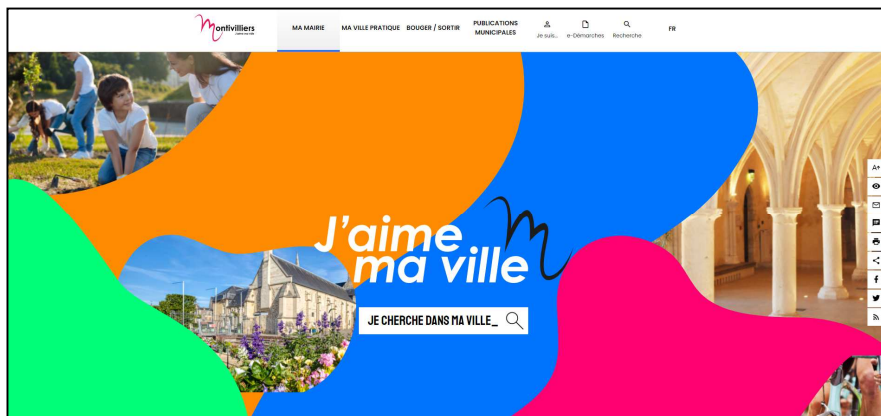 Montivilliers
MA MAIRIE
MA VILLE PRATIQUE
BOUGER / SORTIR
PUBLICATIONS
MUNICIPALES
Je suis...
e-Démarches
Recherche
FR
A+
J'aime
ma ville
JE CHERCHE DANS MA VILLE_